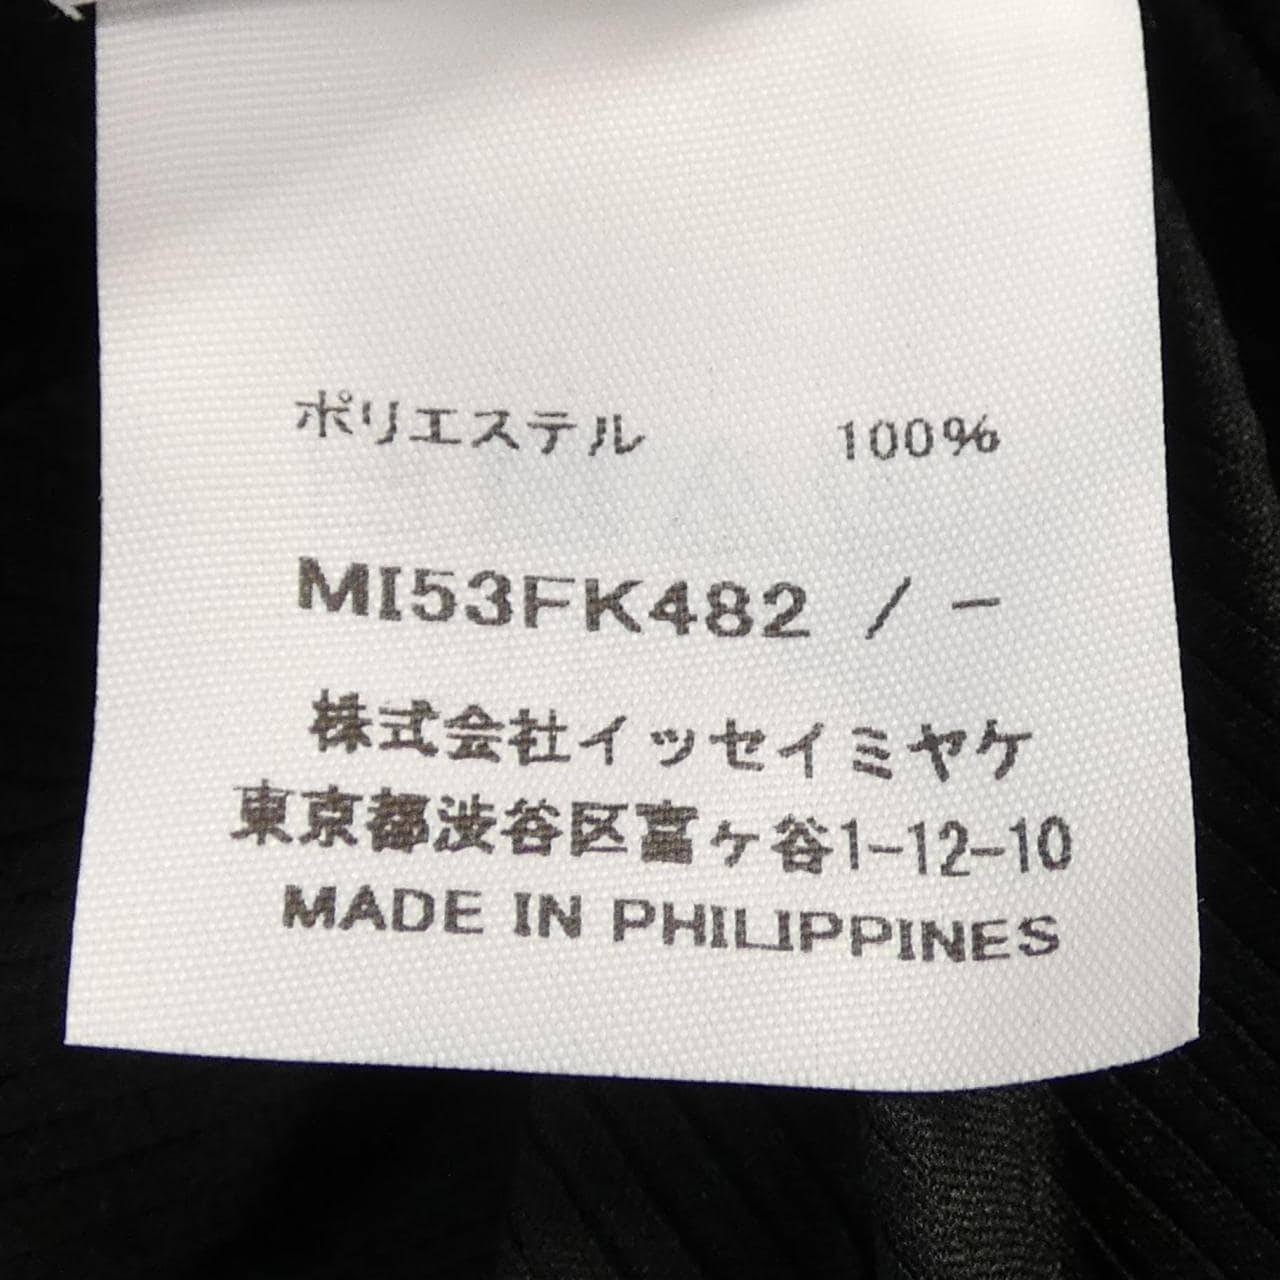 ポリエステル 100%
MI53FK482 / -
株式会社イッセイミヤケ
東京都渋谷区富ヶ谷1-12-10
MADE IN PHILIPPINES